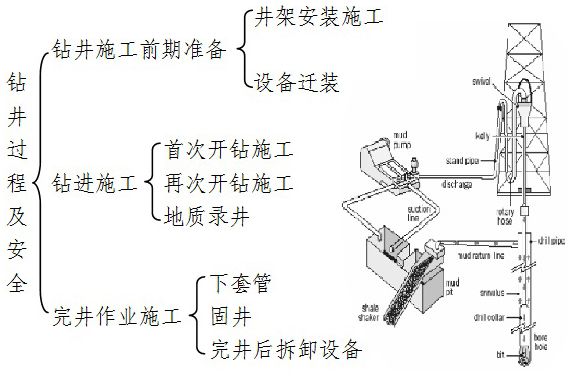 钻井过程及安全
钻井施工前期准备
井架安装施工
设备迁装
钻进施工
首次开钻施工
再次开钻施工
地质录井
完井作业施工
下套管
固井
完井后拆卸设备
swivel
kelly
mud
pump
stand pipe
discharge
rotary
hose
suction
line
drill pipe
mud return line
mud
pit
annulus
shale
shaker
drill collar
bore
hole
bit